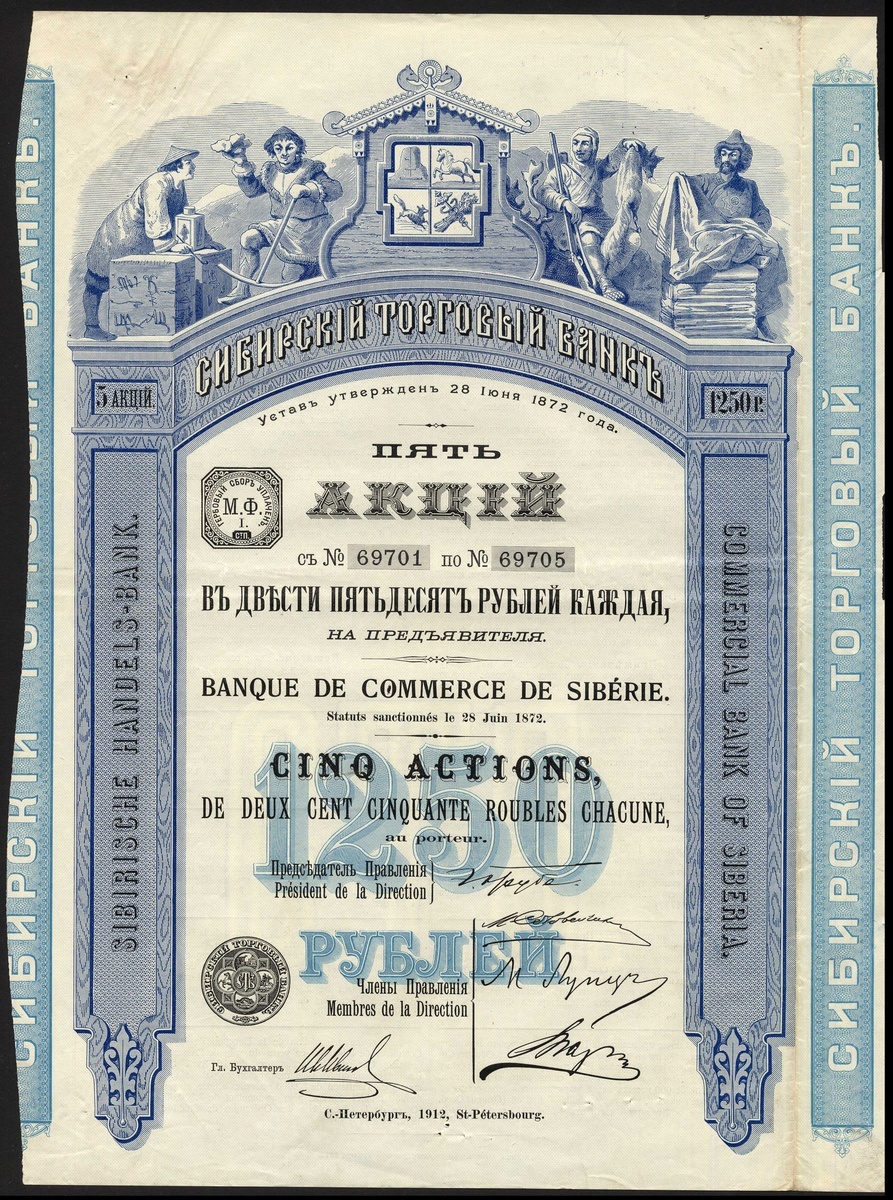 СИБИРСКІЙ ТОРГОВЫЙ БАНКЪ
5 АКЦІЙ.
1250 Р.
Уставъ утвержденъ 28 Іюня 1872 года.
ПЯТЬ
АКЦІЙ
ГЕРБОВЫЙ СБОРЪ УПЛАЧЕНЪ.
М.Ф.
I.
СТП.
съ № 69701 по № 69705
ВЪ ДВѢСТИ ПЯТЬДЕСЯТЪ РУБЛЕЙ КАЖДАЯ,
НА ПРЕДЪЯВИТЕЛЯ.
BANQUE DE COMMERCE DE SIBÉRIE.
Statuts sanctionnés le 28 Juin 1872.
CINQ ACTIONS,
DE DEUX CENT CINQUANTE ROUBLES CHACUNE,
au porteur.
1250
РУБЛЕЙ
Предсѣдатель Правленія
Président de la Direction
Члены Правленія
Membres de la Direction
СИБИРСКІЙ ТОРГОВЫЙ БАНКЪ
Гл. Бухгалтеръ
С.-Петербургъ, 1912, St-Pétersbourg.
SIBIRISCHE HANDELS-BANK.
COMMERCIAL BANK OF SIBERIA.
СИБИРСКІЙ ТОРГОВЫЙ БАНКЪ.
СИБИРСКІЙ ТОРГОВЫЙ БАНКЪ.